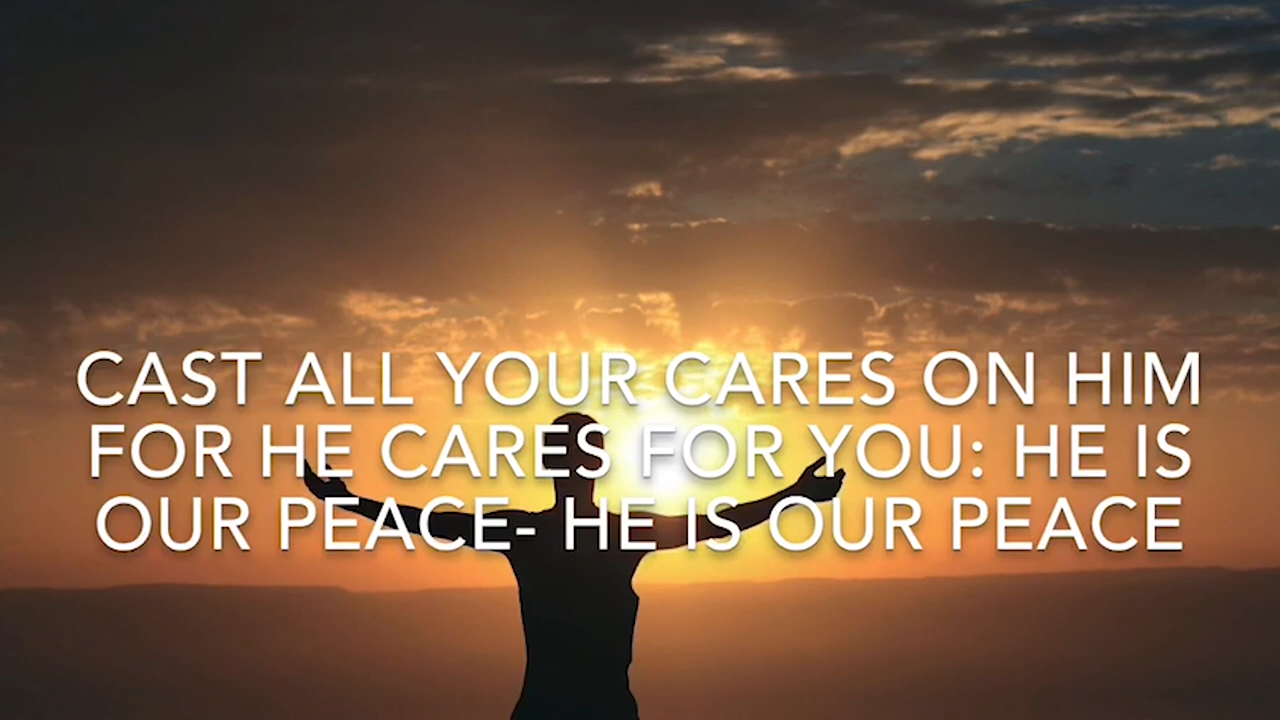 CAST ALL YOUR CARES ON HIM
FOR HE CARES FOR YOU: HE IS
OUR PEACE- HE IS OUR PEACE